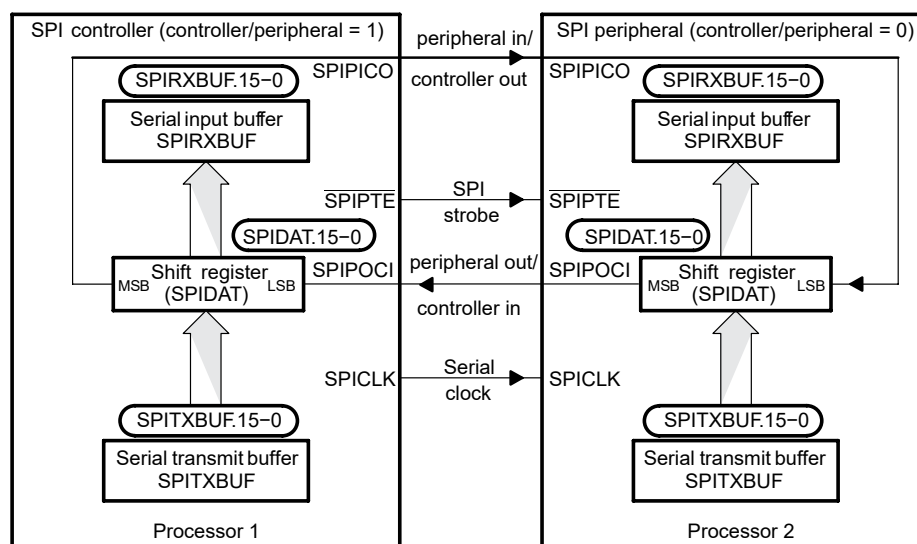 SPI controller (controller/peripheral = 1)
SPIPICO
SPIRXBUF.15−0
Serial input buffer
SPIRXBUF
SPIPTE
SPIDAT.15−0
SPIPOCI
MSB
Shift register
(SPIDAT)
LSB
SPICLK
SPITXBUF.15−0
Serial transmit buffer
SPITXBUF
Processor 1
peripheral in/
controller out
SPI
strobe
peripheral out/
controller in
Serial
clock
SPI peripheral (controller/peripheral = 0)
SPIPICO
SPIRXBUF.15−0
Serial input buffer
SPIRXBUF
SPIPTE
SPIDAT.15−0
SPIPOCI
MSB
Shift register
(SPIDAT)
LSB
SPICLK
SPITXBUF.15−0
Serial transmit buffer
SPITXBUF
Processor 2